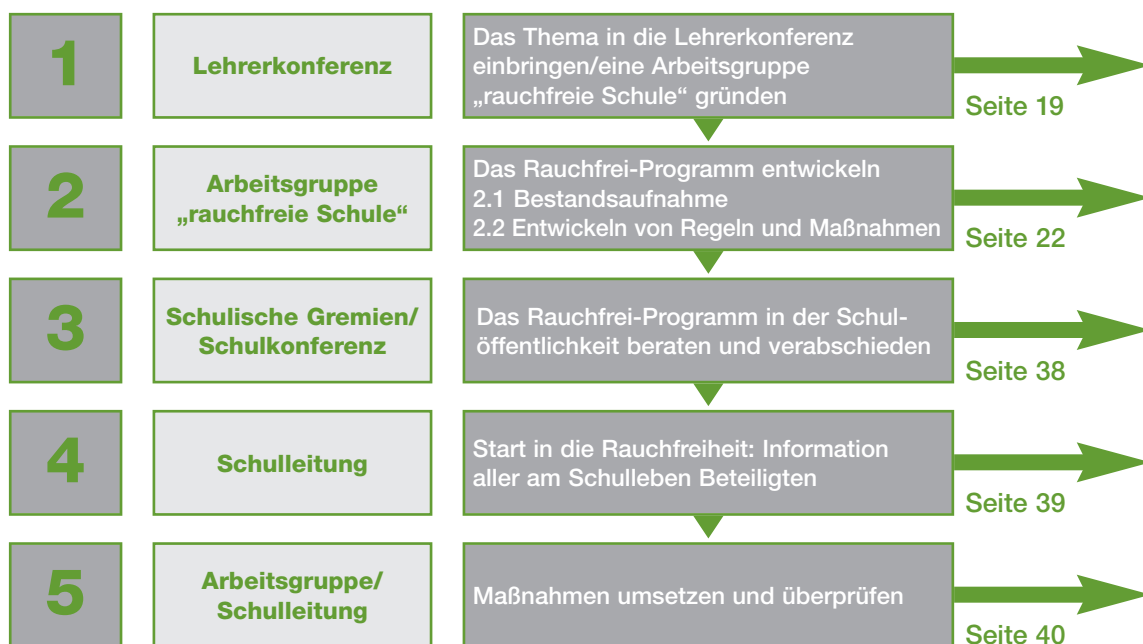 1
Lehrerkonferenz
Das Thema in die Lehrerkonferenz
einbringen/eine Arbeitsgruppe
„rauchfreie Schule“ gründen
Seite 19
2
Arbeitsgruppe
„rauchfreie Schule“
Das Rauchfrei-Programm entwickeln
2.1 Bestandsaufnahme
2.2 Entwickeln von Regeln und Maßnahmen
Seite 22
3
Schulische Gremien/
Schulkonferenz
Das Rauchfrei-Programm in der Schul-
öffentlichkeit beraten und verabschieden
Seite 38
4
Schulleitung
Start in die Rauchfreiheit: Information
aller am Schulleben Beteiligten
Seite 39
5
Arbeitsgruppe/
Schulleitung
Maßnahmen umsetzen und überprüfen
Seite 40